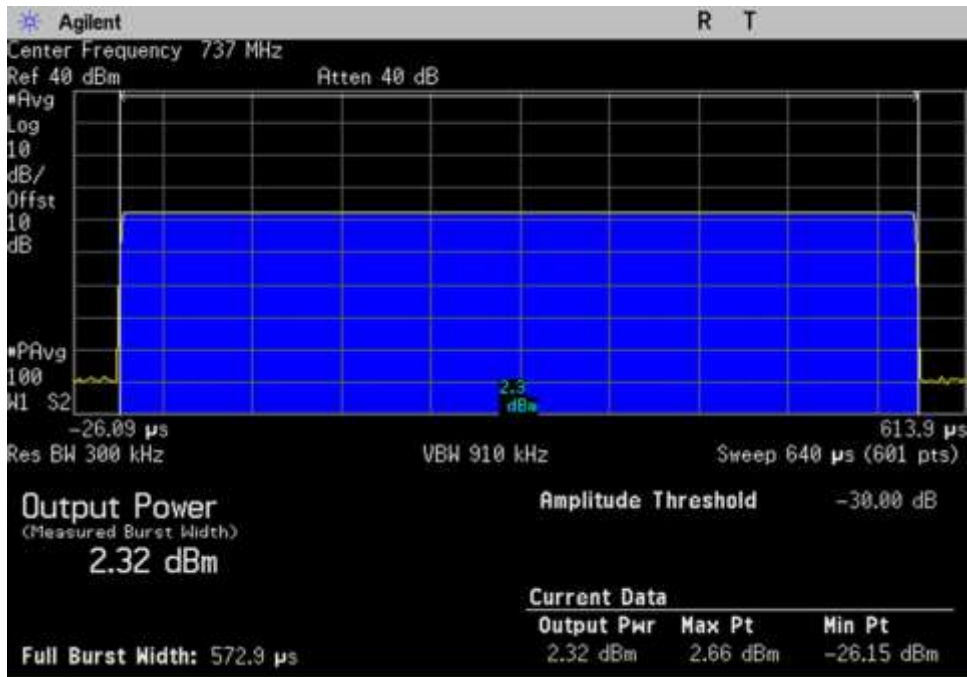 Agilent R T
Center Frequency 737 MHz
Ref 40 dBm Atten 40 dB
*Avg
Log
10
dB/
Offst
10
dB
*PAvg
100
W1 S2
2.3
dBm
-26.09 µs 613.9 µs
Res BW 300 kHz VBW 910 kHz Sweep 640 µs (601 pts)
Output Power Amplitude Threshold -30.00 dB
(Measured Burst Width)
2.32 dBm
Current Data
Output Pwr Max Pt Min Pt
Full Burst Width: 572.9 µs 2.32 dBm 2.66 dBm -26.15 dBm